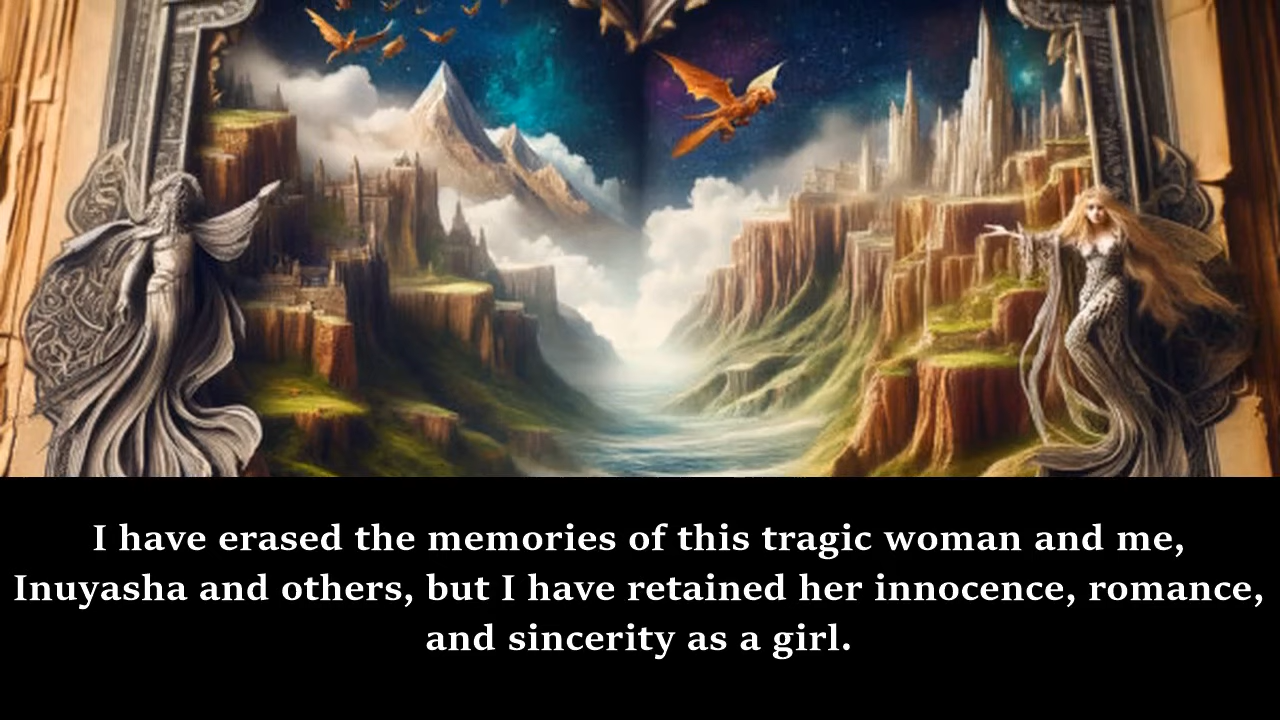 I have erased the memories of this tragic woman and me,
Inuyasha and others, but I have retained her innocence, romance,
and sincerity as a girl.